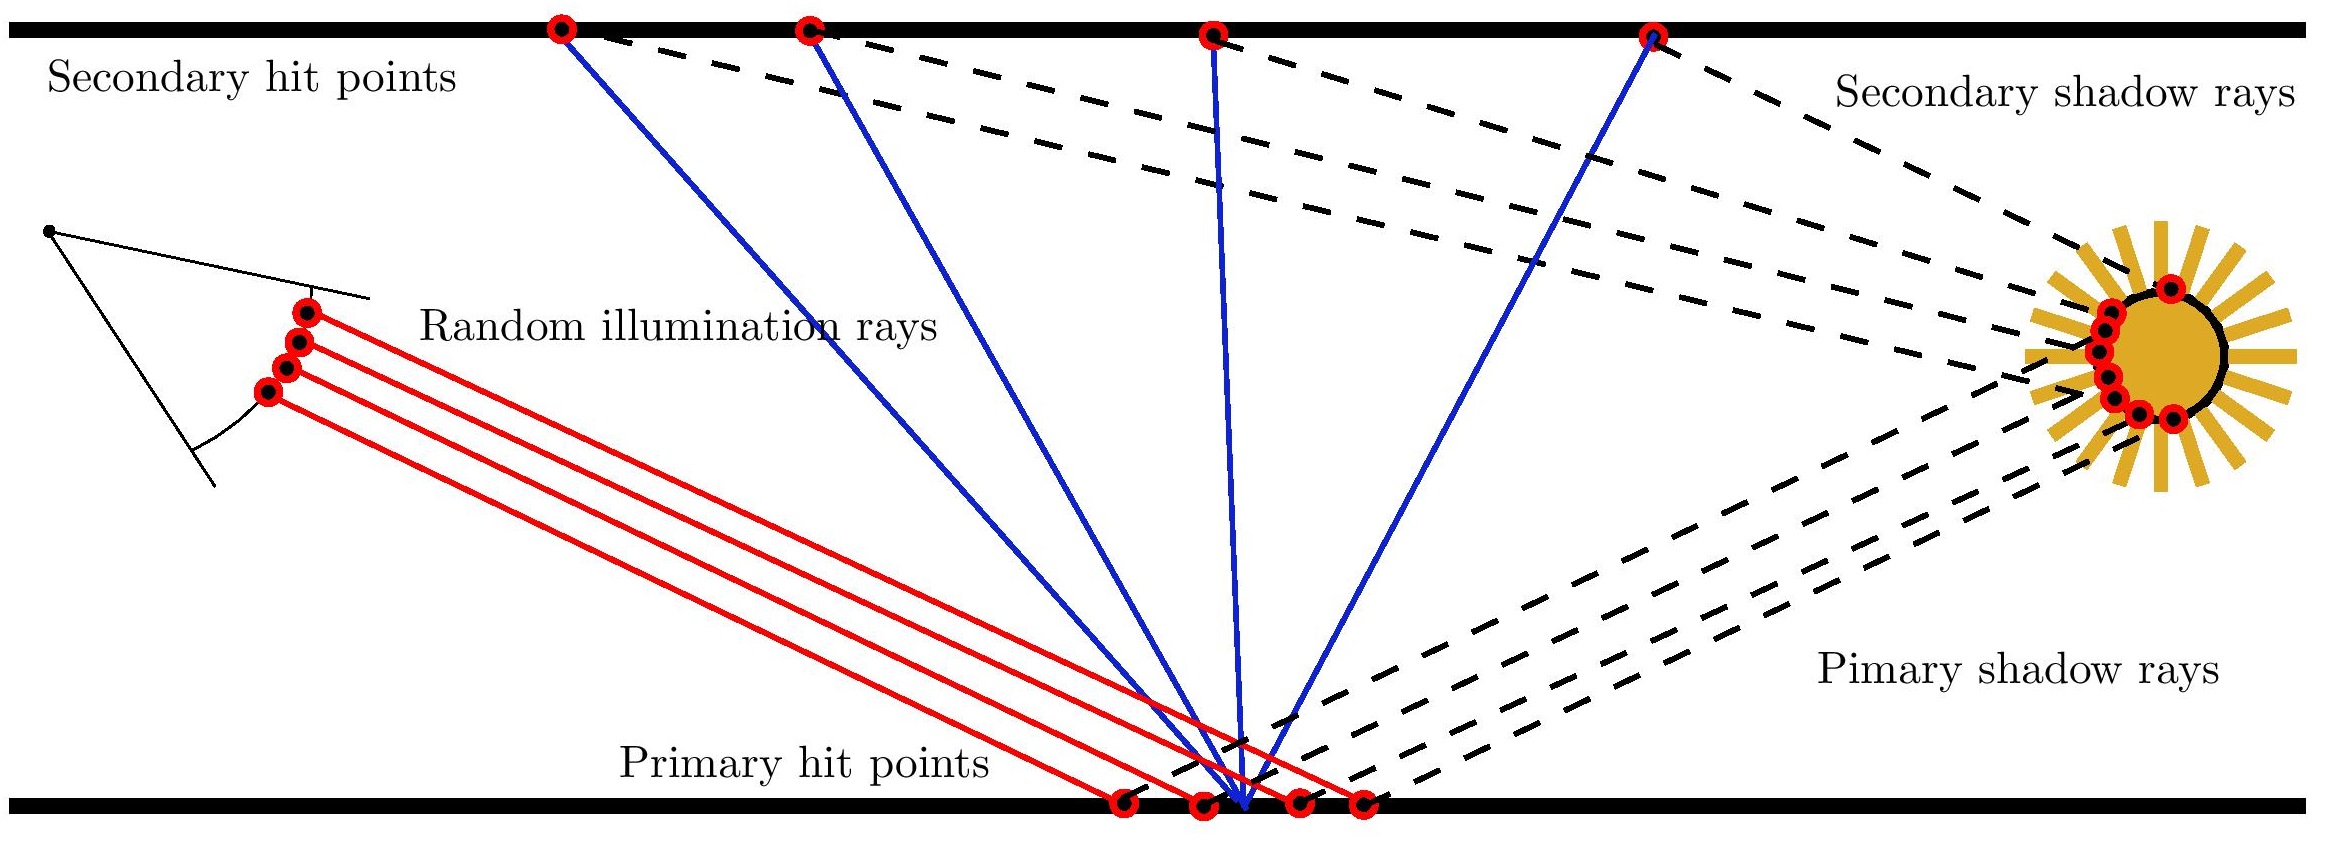 Secondary hit points
Secondary shadow rays
Random illumination rays
Pimary shadow rays
Primary hit points